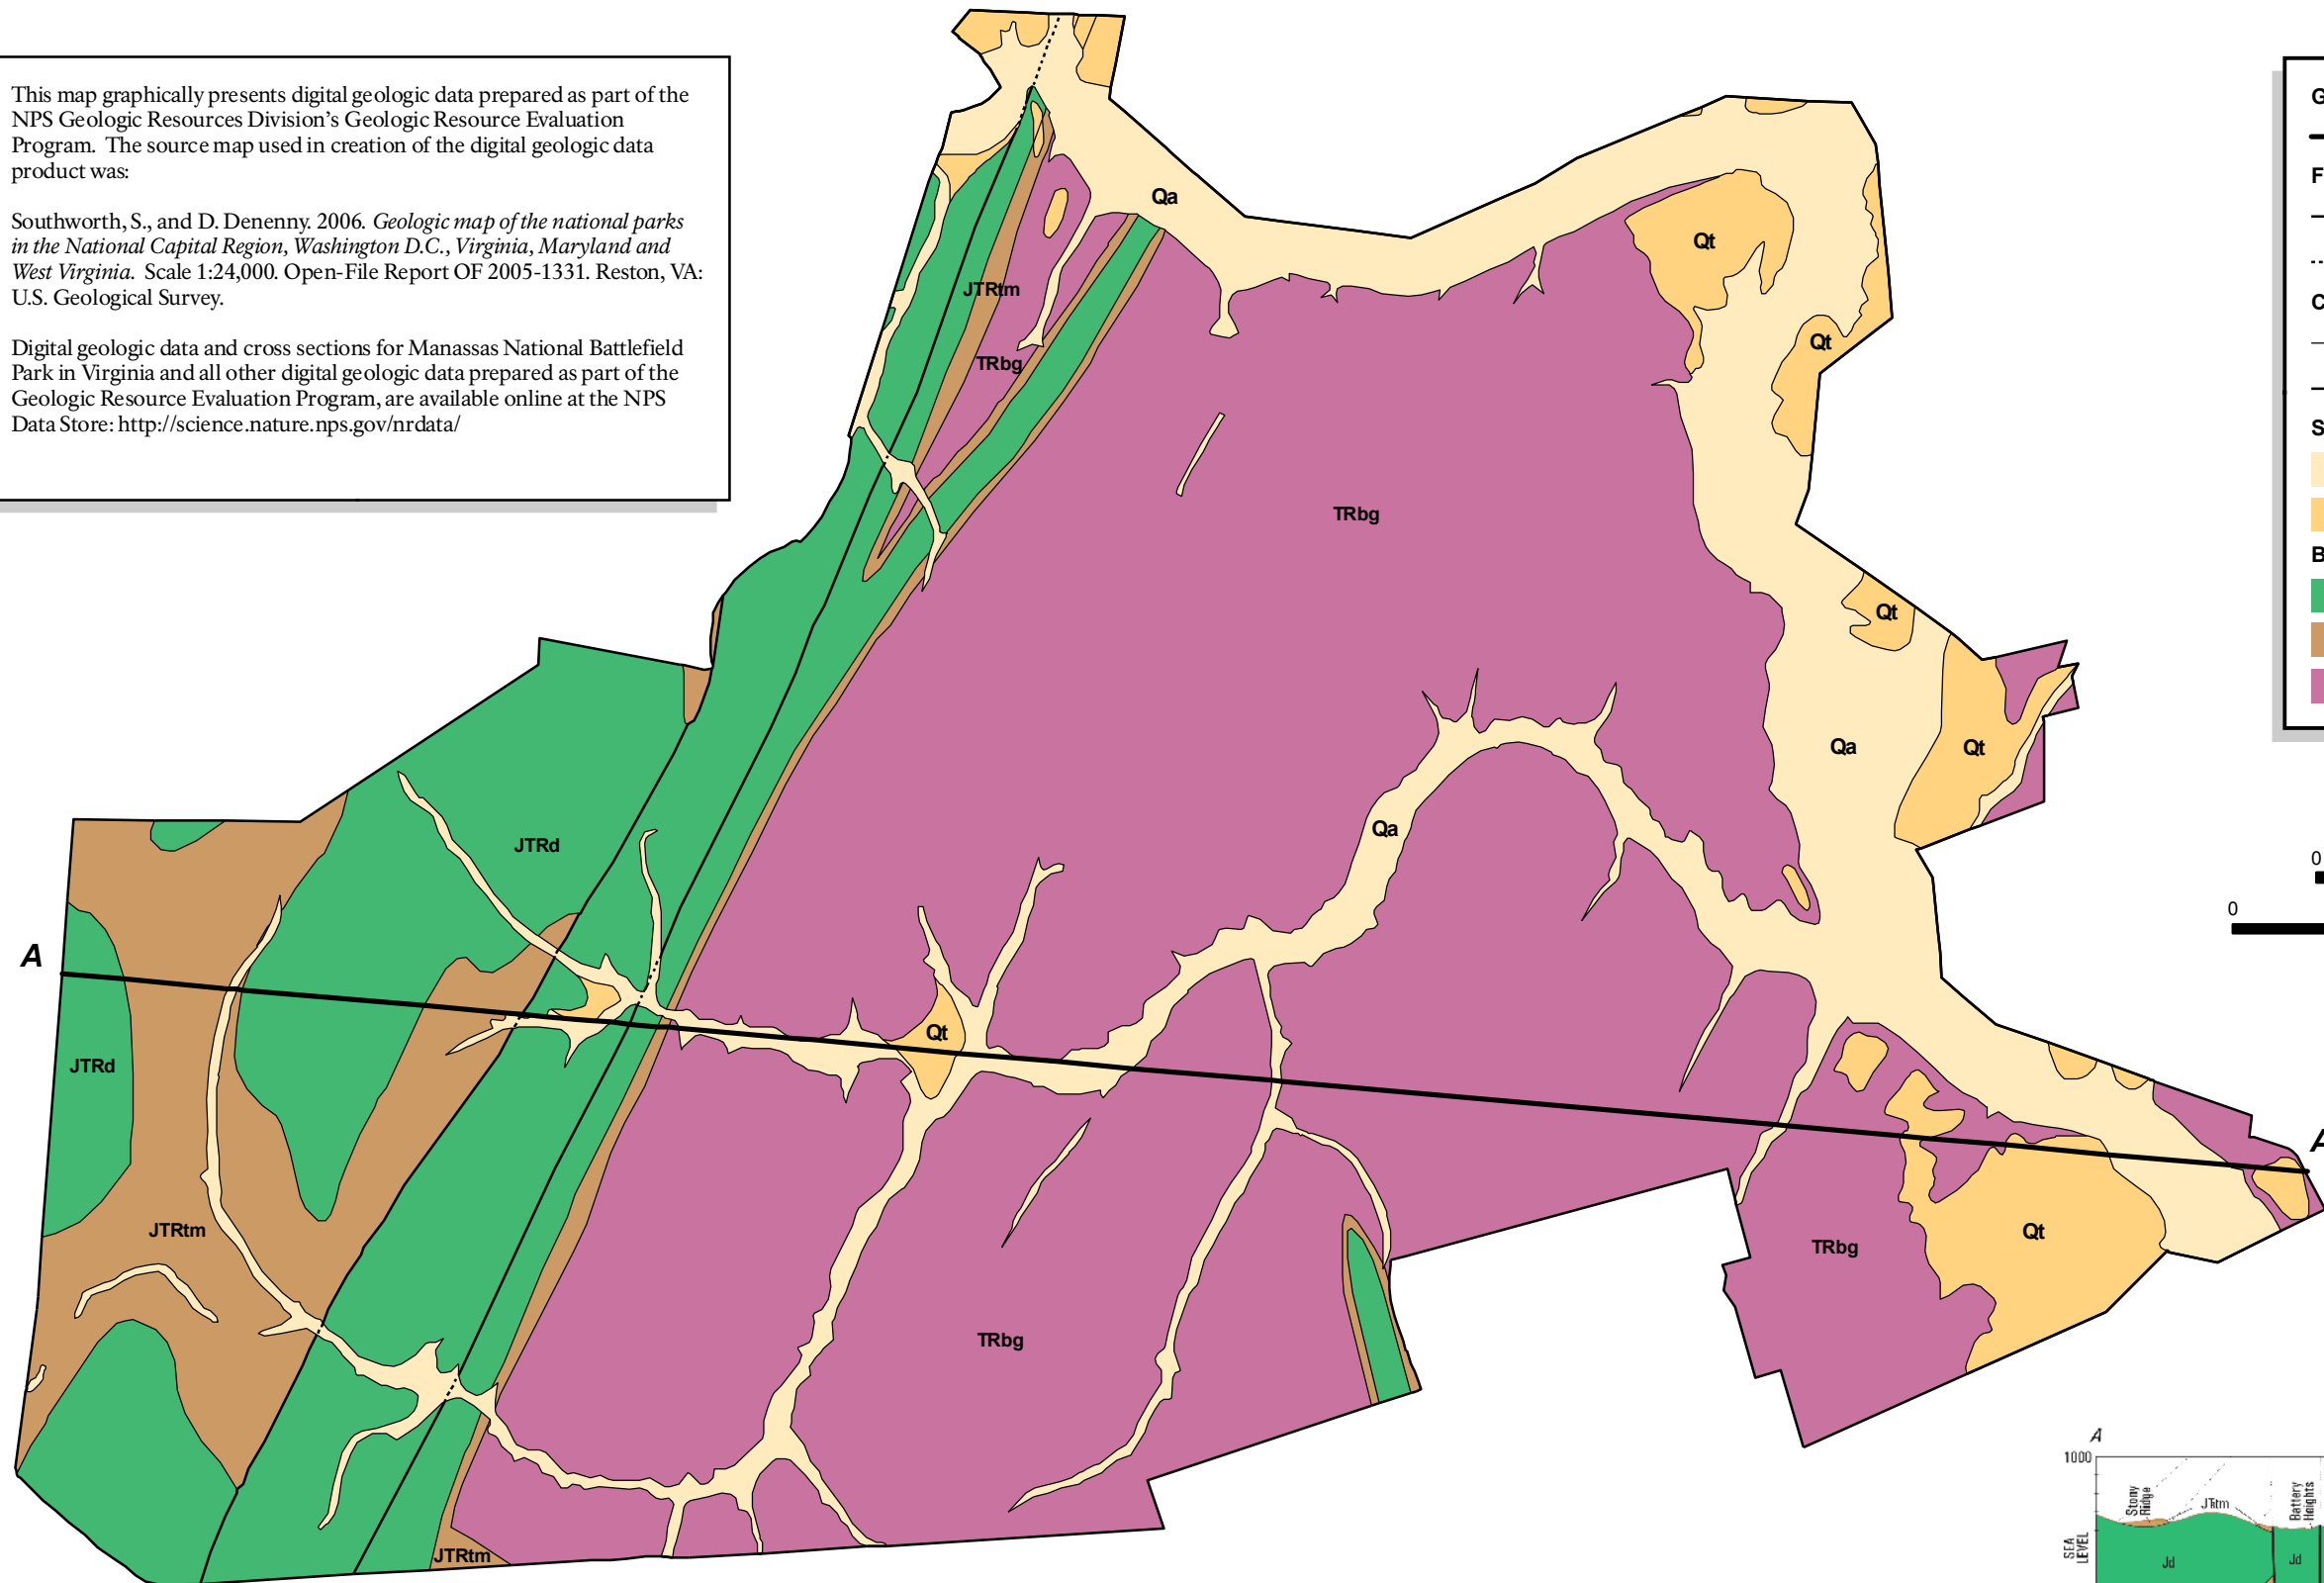 This map graphically presents digital geologic data prepared as part of the
NPS Geologic Resources Division's Geologic Resource Evaluation
Program. The source map used in creation of the digital geologic data
product was:
Southworth, S., and D. Denenny. 2006. Geologic map of the national parks
in the National Capital Region, Washington D.C., Virginia, Maryland and
West Virginia. Scale 1:24,000. Open-File Report OF 2005-1331. Reston, VA:
U.S. Geological Survey.
Digital geologic data and cross sections for Manassas National Battlefield
Park in Virginia and all other digital geologic data prepared as part of the
Geologic Resource Evaluation Program, are available online at the NPS
Data Store: http://science.nature.nps.gov/nrdata/
G
F
C
S
B
Qa
Qt
JTRtm
Qt
TRbg
TRbg
Qt
Qa
Qt
Qa
JTRd
0
0
A
Qt
JTRd
A
JTRtm
TRbg
Qt
TRbg
JTRtm
A
1000
Stony
Ridge
Battery
Heights
SEA
LEVEL
Jd
Jd